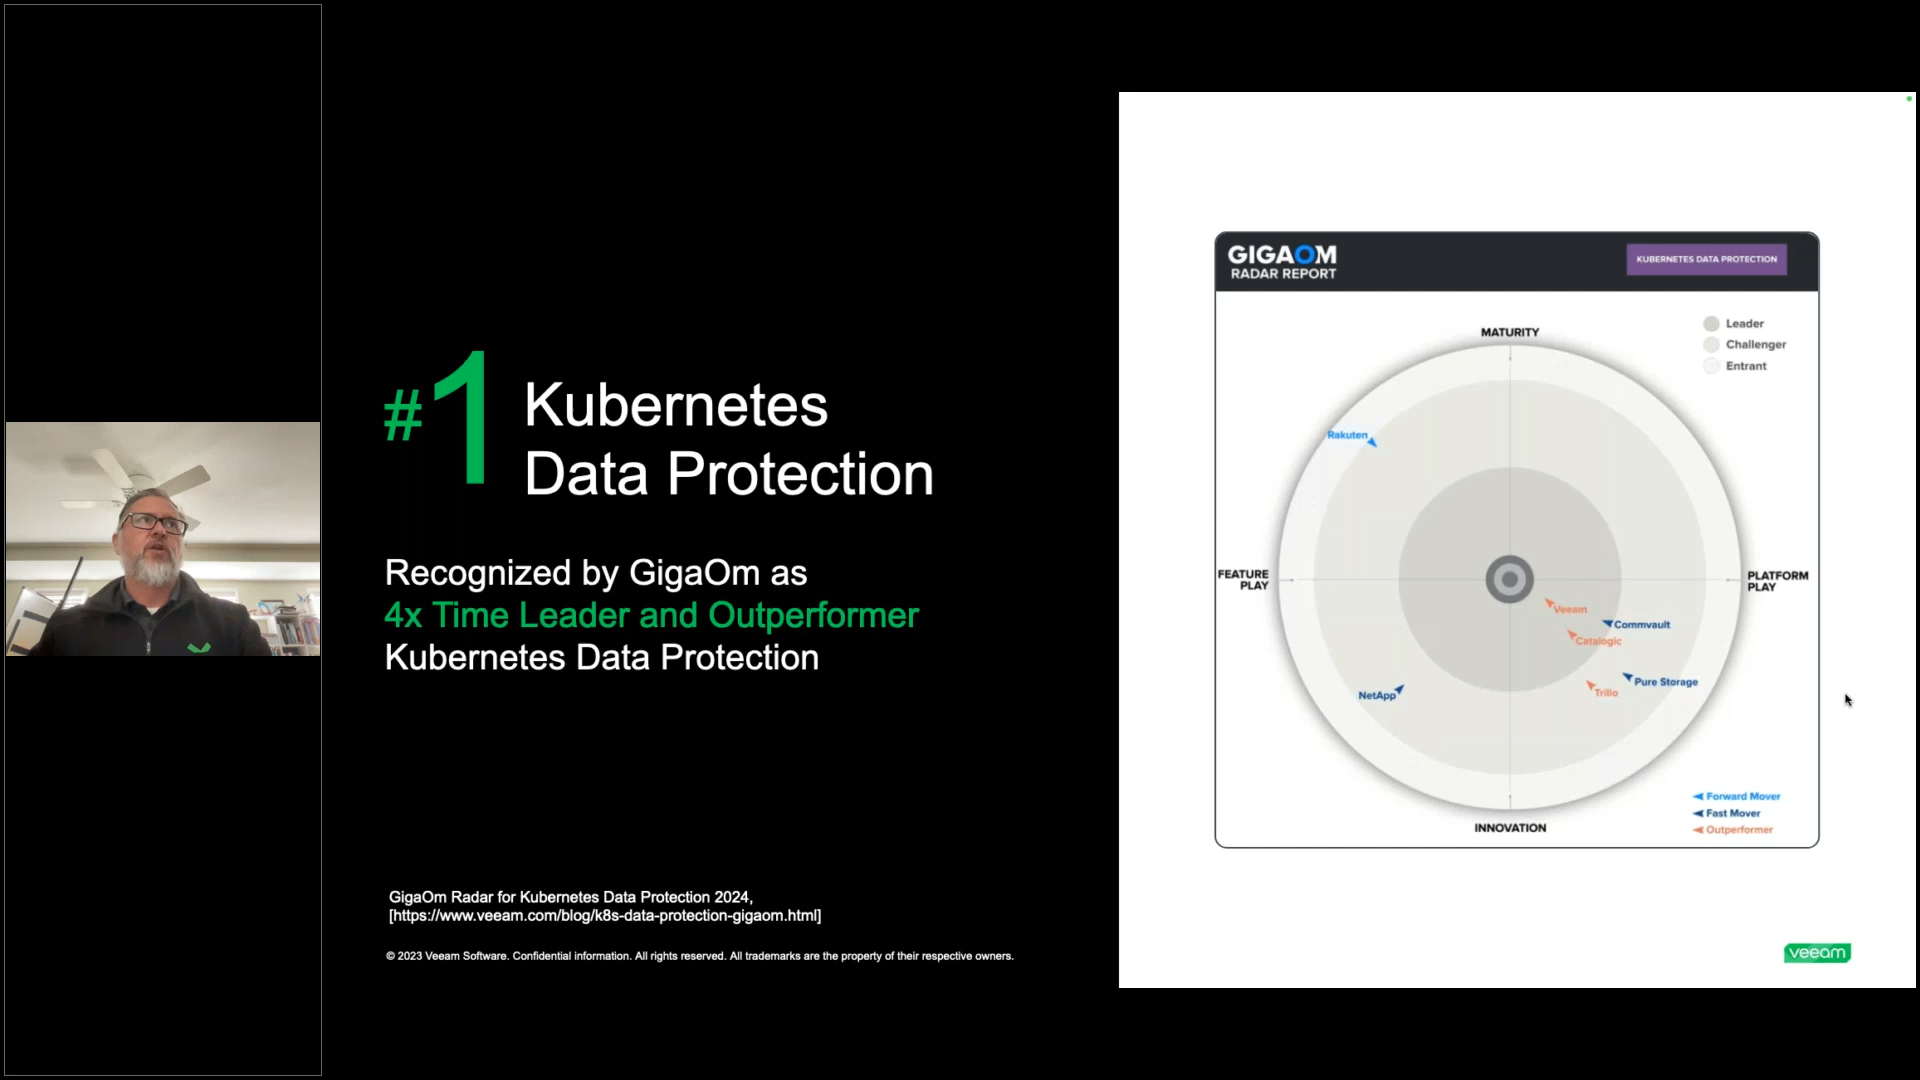 #1 Kubernetes
Data Protection
Recognized by GigaOm as
4x Time Leader and Outperformer
Kubernetes Data Protection
GigaOm Radar for Kubernetes Data Protection 2024,
[https://www.veeam.com/blog/k8s-data-protection-gigaom.html]
© 2023 Veeam Software. Confidential information. All rights reserved. All trademarks are the property of their respective owners.
GIGAOM
RADAR REPORT
KUBERNETES DATA PROTECTION
Leader
Challenger
Entrant
MATURITY
Rakuten
FEATURE
PLAY
PLATFORM
PLAY
Veeam
Commvault
Catalogic
Pure Storage
Trilio
NetApp
Forward Mover
Fast Mover
Outperformer
INNOVATION
veeam